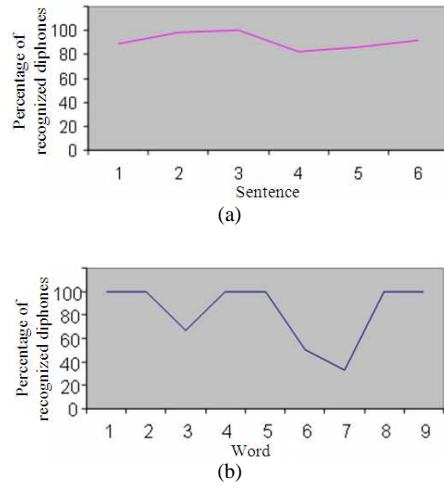 Percentage of
recognized diphones
100
80
60
40
20
0
1 2 3 4 5 6
Sentence
(a)
Percentage of
recognized diphones
100
80
60
40
20
0
1 2 3 4 5 6 7 8 9
Word
(b)